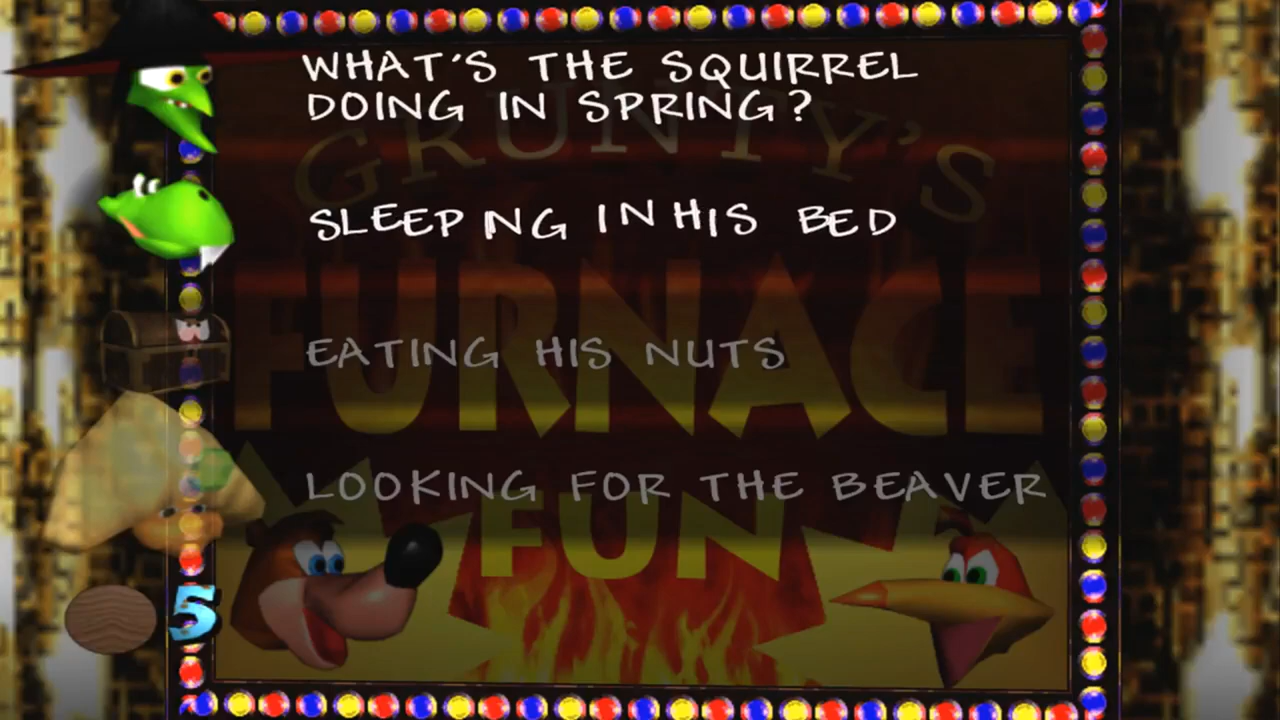 WHAT'S THE SQUIRREL
DOING IN SPRING?
GRUNTY'S
SLEEPING IN HIS BED
FURNACE
EATING HIS NUTS
LOOKING FOR THE BEAVER
FUN
5